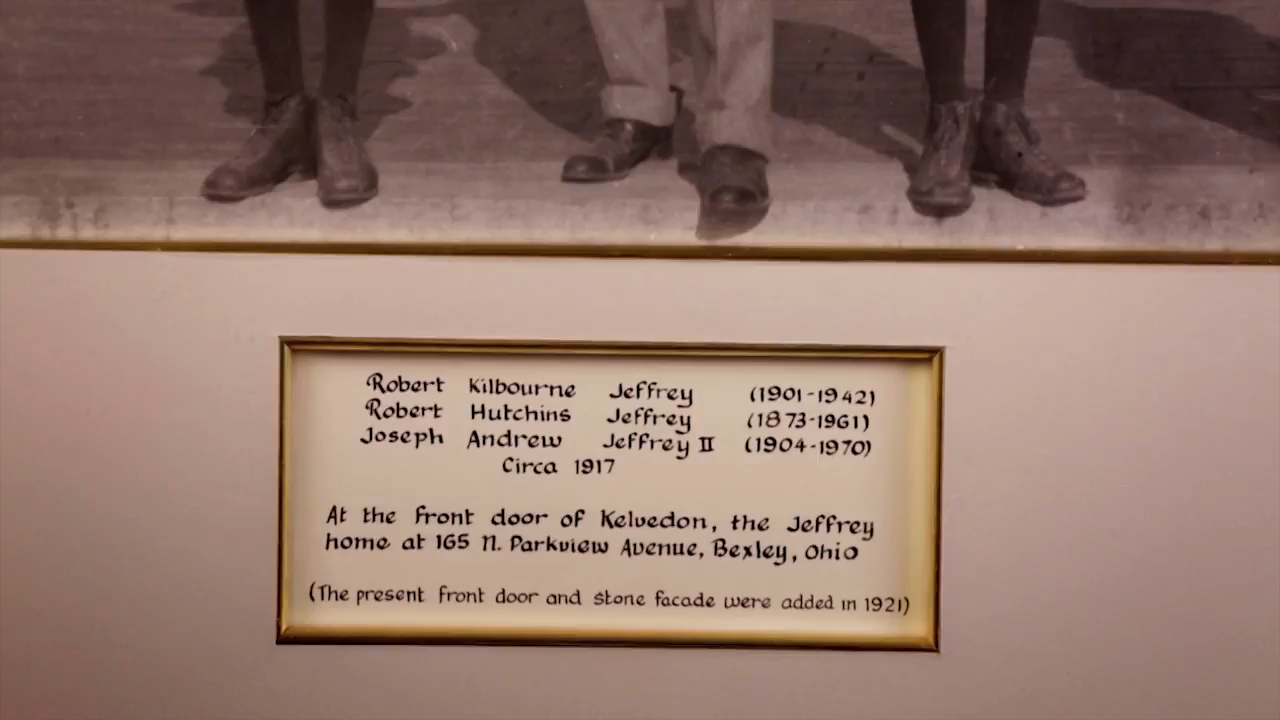 Robert Kilbourne Jeffrey (1901-1942)
Robert Hutchins Jeffrey (1873-1961)
Joseph Andrew Jeffrey II (1904-1970)
Circa 1917
At the front door of Kelvedon, the Jeffrey
home at 165 N. Parkview Avenue, Bexley, Ohio
(The present front door and stone facade were added in 1921)